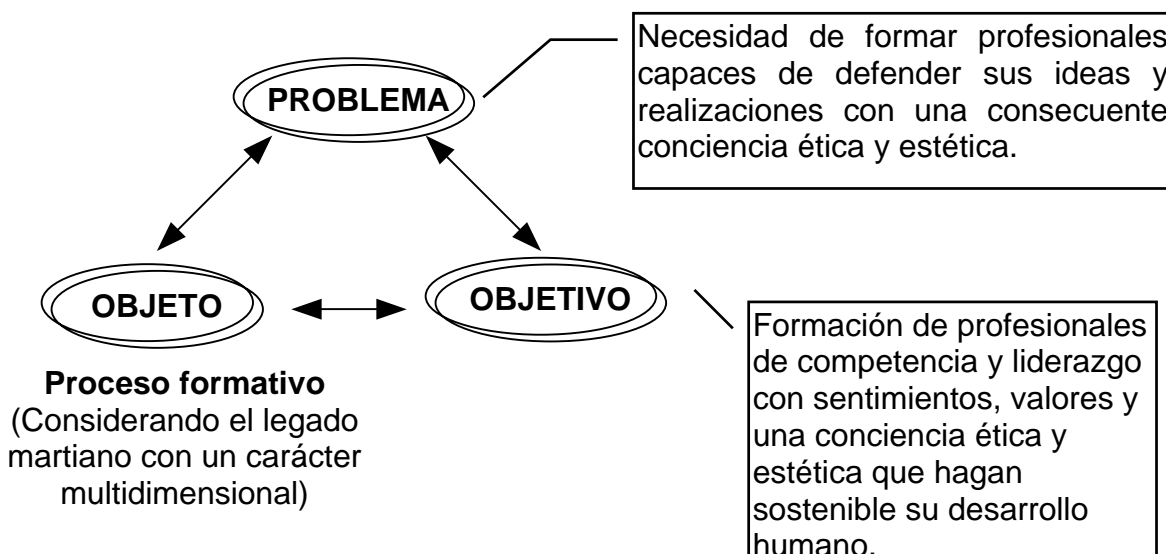 PROBLEMA
Necesidad de formar profesionales
capaces de defender sus ideas y
realizaciones con una consecuente
conciencia ética y estética.
OBJETO
OBJETIVO
Proceso formativo
(Considerando el legado
martiano con un carácter
multidimensional)
Formación de profesionales
de competencia y liderazgo
con sentimientos, valores y
una conciencia ética y
estética que hagan
sostenible su desarrollo
humano.